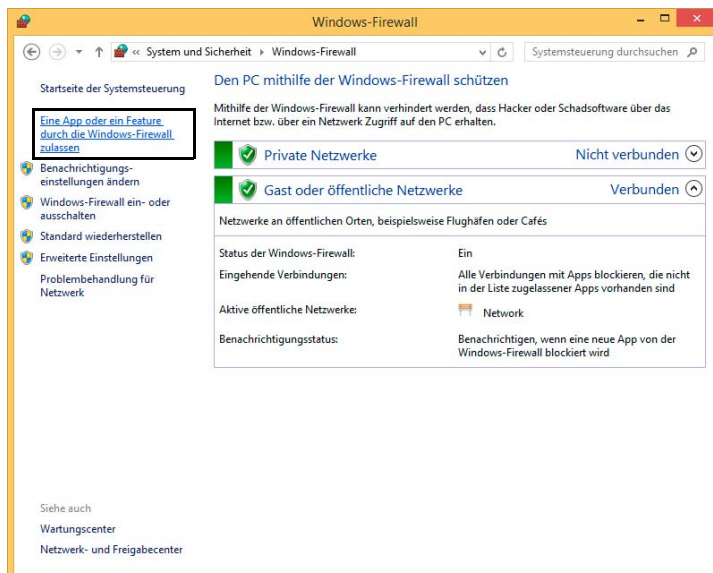 Windows-Firewall
« System und Sicherheit ▸ Windows-Firewall
Systemsteuerung durchsuchen
Startseite der Systemsteuerung
Eine App oder ein Feature
durch die Windows-Firewall
zulassen
Benachrichtigungs-
einstellungen ändern
Windows-Firewall ein- oder
ausschalten
Standard wiederherstellen
Erweiterte Einstellungen
Problembehandlung für
Netzwerk
Den PC mithilfe der Windows-Firewall schützen
Mithilfe der Windows-Firewall kann verhindert werden, dass Hacker oder Schadsoftware über das
Internet bzw. über ein Netzwerk Zugriff auf den PC erhalten.
Private Netzwerke Nicht verbunden
Gast oder öffentliche Netzwerke Verbunden
Netzwerke an öffentlichen Orten, beispielsweise Flughäfen oder Cafés
Status der Windows-Firewall: Ein
Eingehende Verbindungen: Alle Verbindungen mit Apps blockieren, die nicht
in der Liste zugelassener Apps vorhanden sind
Aktive öffentliche Netzwerke: Network
Benachrichtigungsstatus: Benachrichtigen, wenn eine neue App von der
Windows-Firewall blockiert wird
Siehe auch
Wartungscenter
Netzwerk- und Freigabecenter